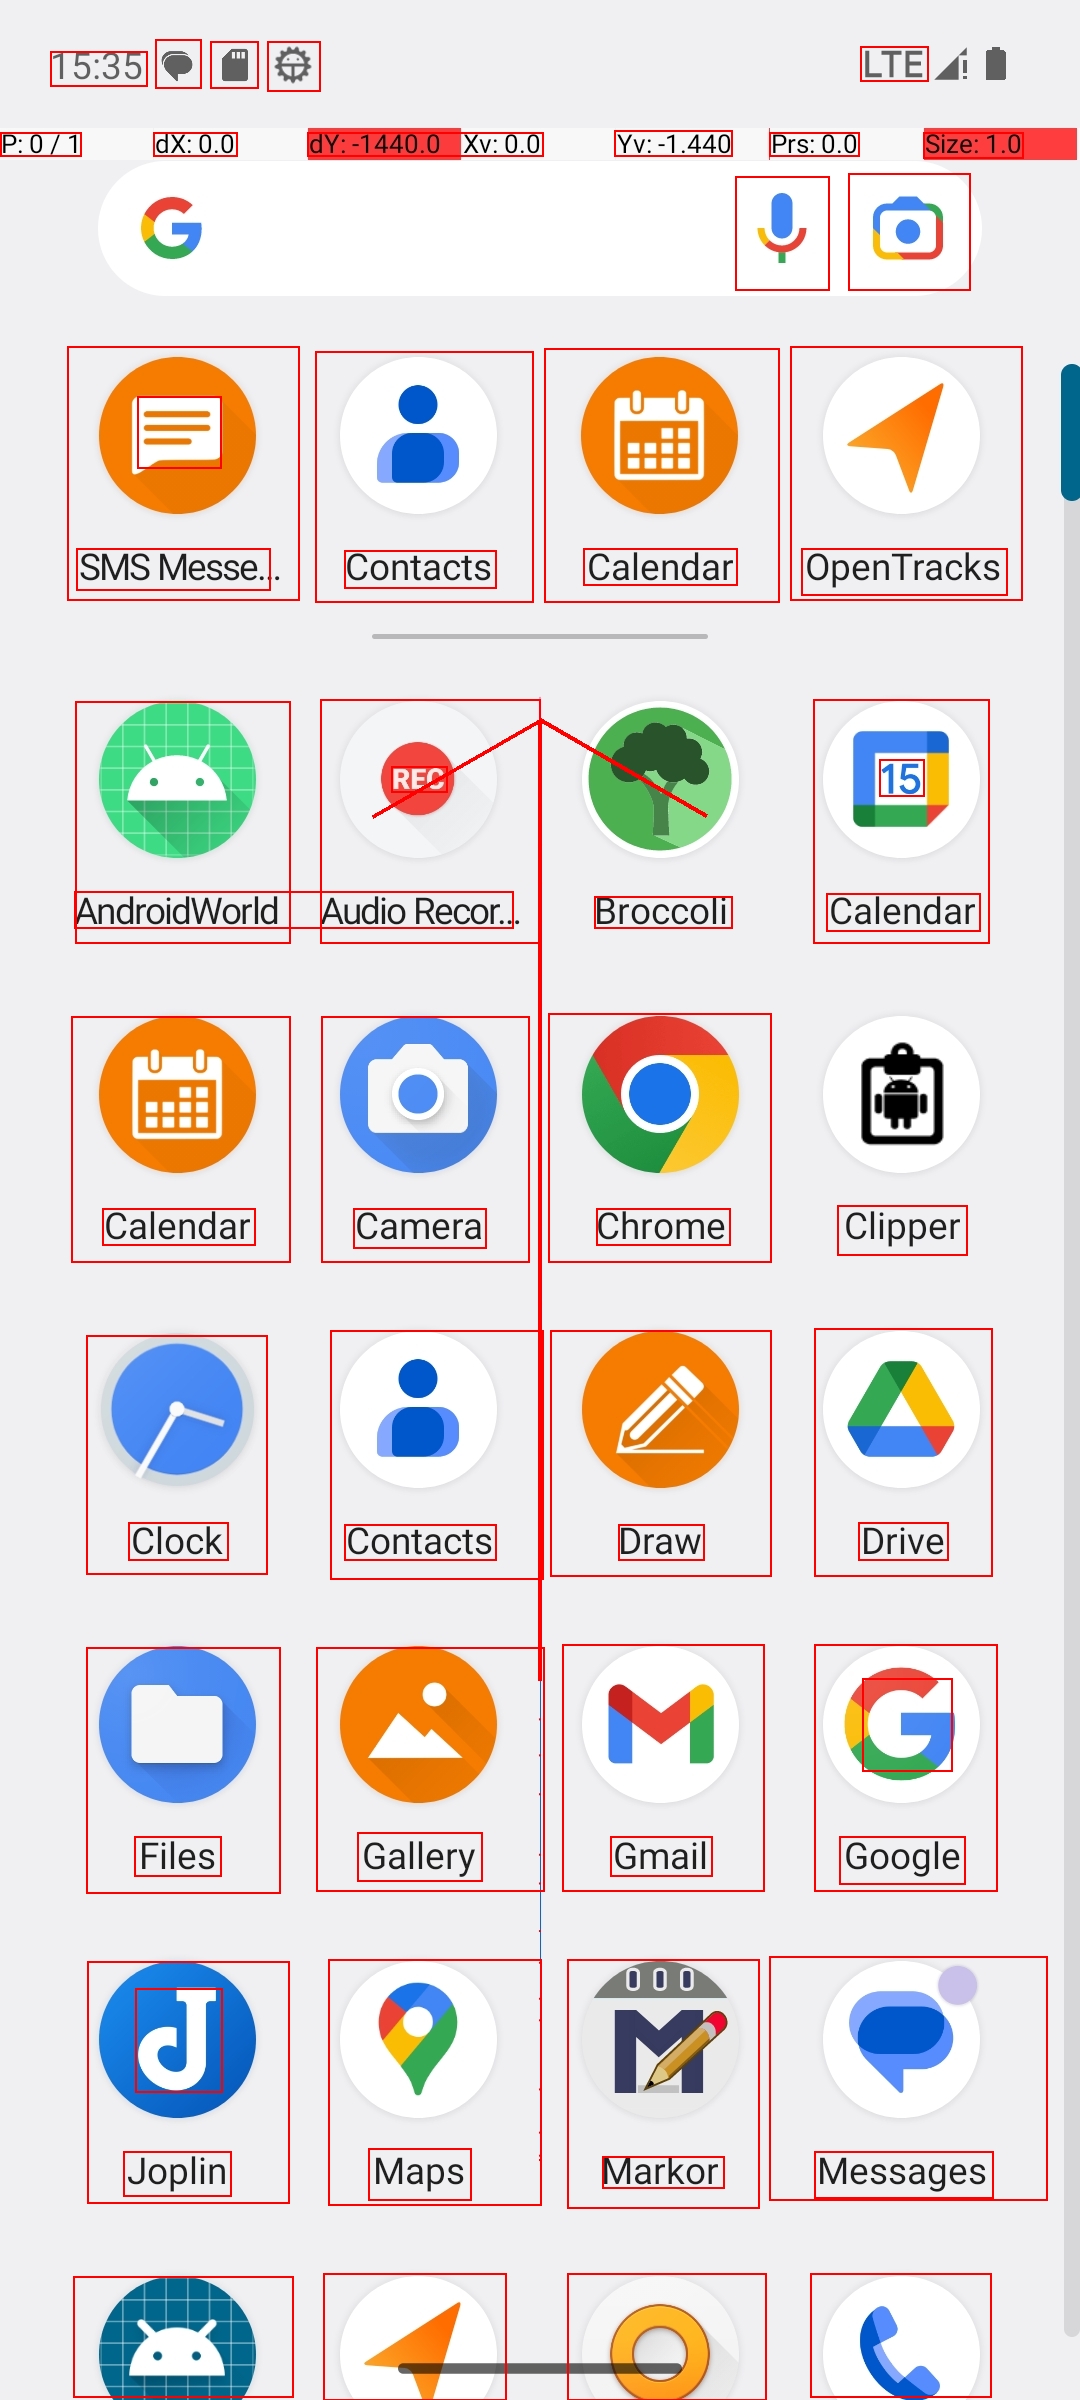 15:35 LTE
P: 0 / 1 dX: 0.0 dY: -1440.0 Xv: 0.0 Yv: -1.440 Prs: 0.0 Size: 1.0
SMS Messe... Contacts Calendar OpenTracks
REC 15
AndroidWorld Audio Recor... Broccoli Calendar
Calendar Camera Chrome Clipper
Clock Contacts Draw Drive
Files Gallery Gmail Google
Joplin Maps Markor Messages